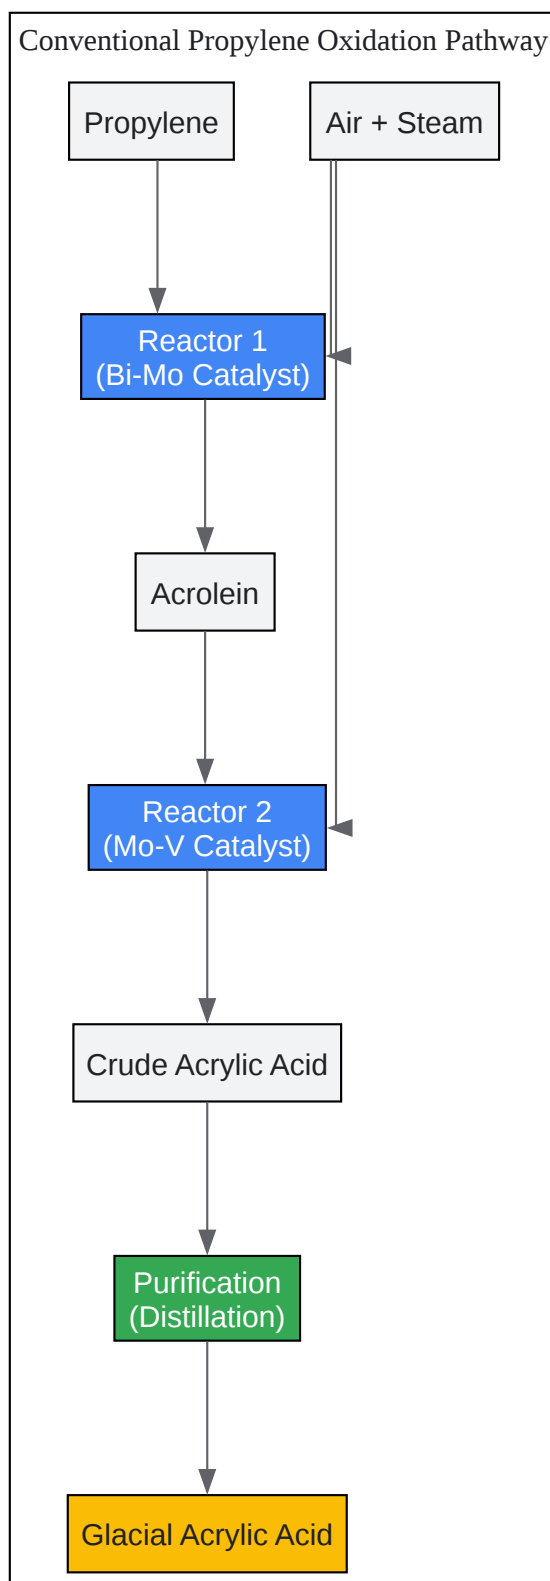 Conventional Propylene Oxidation Pathway
Propylene
Air + Steam
Reactor 1
(Bi-Mo Catalyst)
Acrolein
Reactor 2
(Mo-V Catalyst)
Crude Acrylic Acid
Purification
(Distillation)
Glacial Acrylic Acid